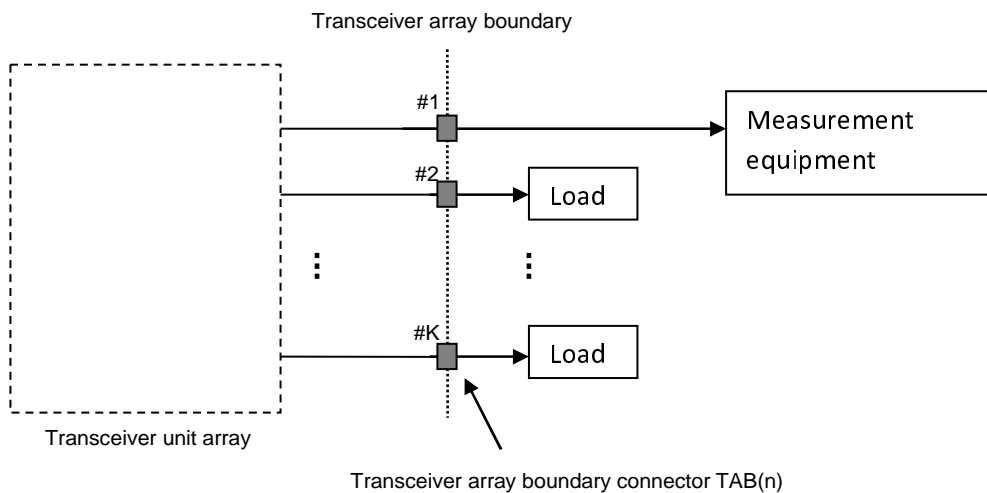 Transceiver array boundary
#1
Measurement
equipment
#2
Load
#K
Load
Transceiver unit array
Transceiver array boundary connector TAB(n)